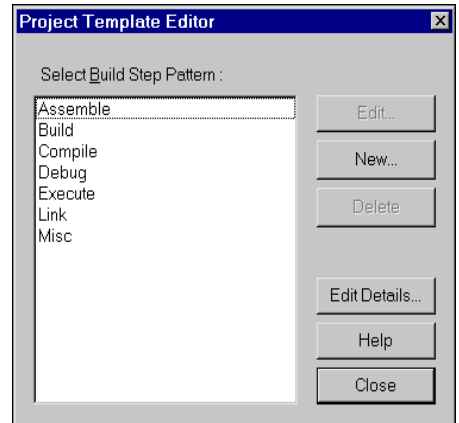 Project Template Editor
Select Build Step Pattern :
Assemble
Build
Compile
Debug
Execute
Link
Misc
Edit...
New...
Delete
Edit Details...
Help
Close